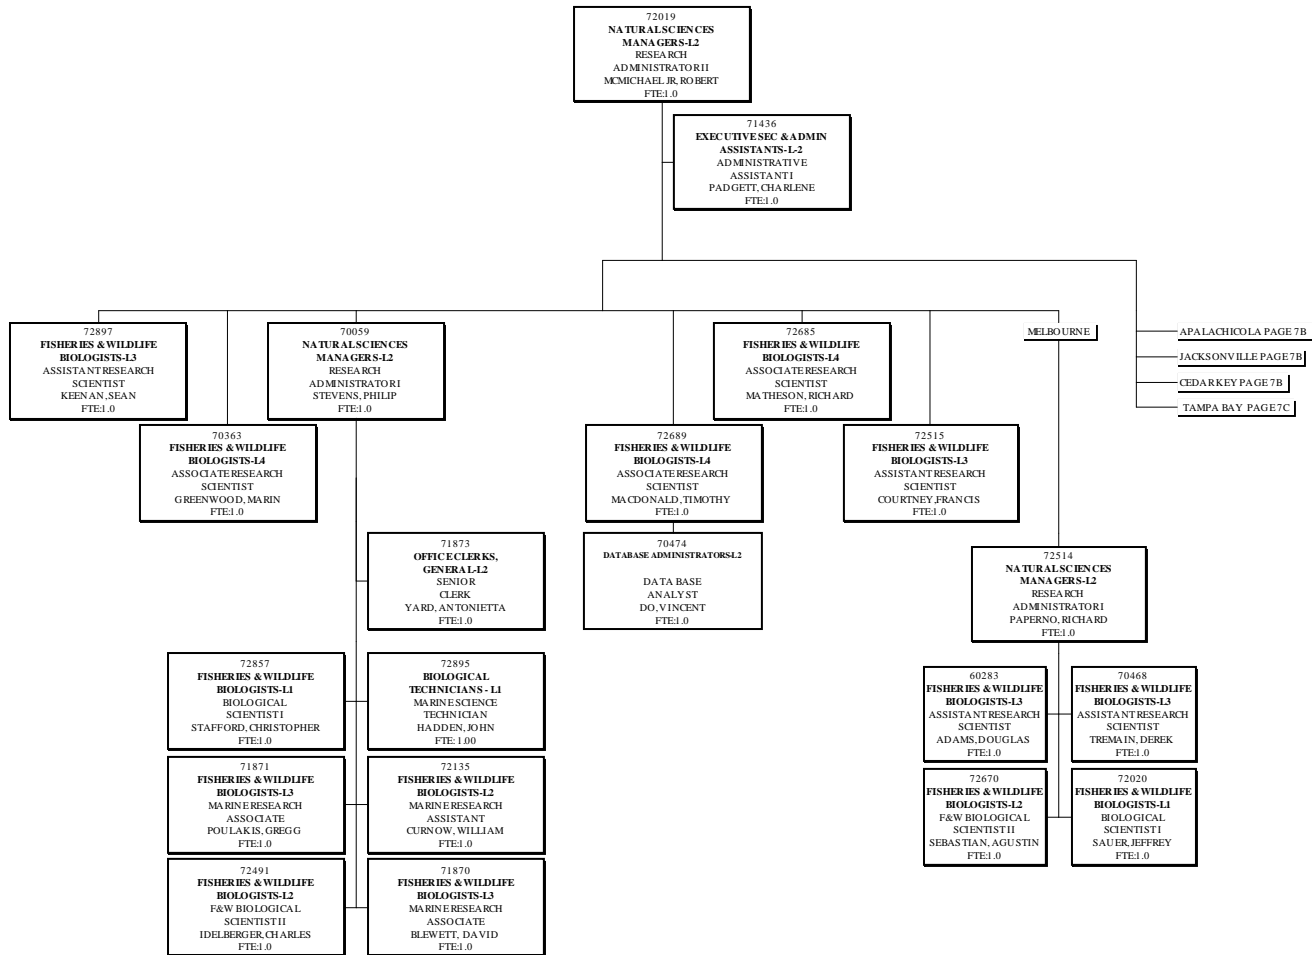 72019
NATURAL SCIENCES
MANAGERS-L2
RESEARCH
ADMINISTRATOR II
MCMICHAEL JR, ROBERT
FTE:1.0
71436
EXECUTIVE SEC & ADMIN
ASSISTANTS-L-2
ADMINISTRATIVE
ASSISTANT I
PADGETT, CHARLENE
FTE:1.0
72897
FISHERIES & WILDLIFE
BIOLOGISTS-L3
ASSISTANT RESEARCH
SCIENTIST
KEENAN, SEAN
FTE:1.0
70059
NATURAL SCIENCES
MANAGERS-L2
RESEARCH
ADMINISTRATOR I
STEVENS, PHILIP
FTE:1.0
72685
FISHERIES & WILDLIFE
BIOLOGISTS-L4
ASSOCIATE RESEARCH
SCIENTIST
MATHESON, RICHARD
FTE:1.0
MELBOURNE
APALACHICOLA PAGE 7B
JACKSONVILLE PAGE 7B
CEDAR KEY PAGE 7B
TAMPA BAY PAGE 7C
70363
FISHERIES & WILDLIFE
BIOLOGISTS-L4
ASSOCIATE RESEARCH
SCIENTIST
GREENWOOD, MARIN
FTE:1.0
72689
FISHERIES & WILDLIFE
BIOLOGISTS-L4
ASSOCIATE RESEARCH
SCIENTIST
MACDONALD, TIMOTHY
FTE:1.0
72515
FISHERIES & WILDLIFE
BIOLOGISTS-L3
ASSISTANT RESEARCH
SCIENTIST
COURTNEY, FRANCIS
FTE:1.0
71873
OFFICE CLERKS,
GENERAL-L2
SENIOR
CLERK
YARD, ANTONIETTA
FTE:1.0
70474
DATABASE ADMINISTRATORS-L2
DATA BASE
ANALYST
DO, VINCENT
FTE:1.0
72514
NATURAL SCIENCES
MANAGERS-L2
RESEARCH
ADMINISTRATOR I
PAPERNO, RICHARD
FTE:1.0
72857
FISHERIES & WILDLIFE
BIOLOGISTS-L1
BIOLOGICAL
SCIENTIST I
STAFFORD, CHRISTOPHER
FTE:1.0
72895
BIOLOGICAL
TECHNICIANS - L1
MARINE SCIENCE
TECHNICIAN
HADDEN, JOHN
FTE: 1.00
60283
FISHERIES & WILDLIFE
BIOLOGISTS-L3
ASSISTANT RESEARCH
SCIENTIST
ADAMS, DOUGLAS
FTE:1.0
70468
FISHERIES & WILDLIFE
BIOLOGISTS-L3
ASSISTANT RESEARCH
SCIENTIST
TREMAIN, DEREK
FTE:1.0
71871
FISHERIES & WILDLIFE
BIOLOGISTS-L3
MARINE RESEARCH
ASSOCIATE
POULAKIS, GREGG
FTE:1.0
72135
FISHERIES & WILDLIFE
BIOLOGISTS-L2
MARINE RESEARCH
ASSISTANT
CURNOW, WILLIAM
FTE:1.0
72670
FISHERIES & WILDLIFE
BIOLOGISTS-L2
F&W BIOLOGICAL
SCIENTIST II
SEBASTIAN, AGUSTIN
FTE:1.0
72020
FISHERIES & WILDLIFE
BIOLOGISTS-L1
BIOLOGICAL
SCIENTIST I
SAUER, JEFFREY
FTE:1.0
72491
FISHERIES & WILDLIFE
BIOLOGISTS-L2
F&W BIOLOGICAL
SCIENTIST II
IDELBERGER, CHARLES
FTE:1.0
71870
FISHERIES & WILDLIFE
BIOLOGISTS-L3
MARINE RESEARCH
ASSOCIATE
BLEWETT, DAVID
FTE:1.0